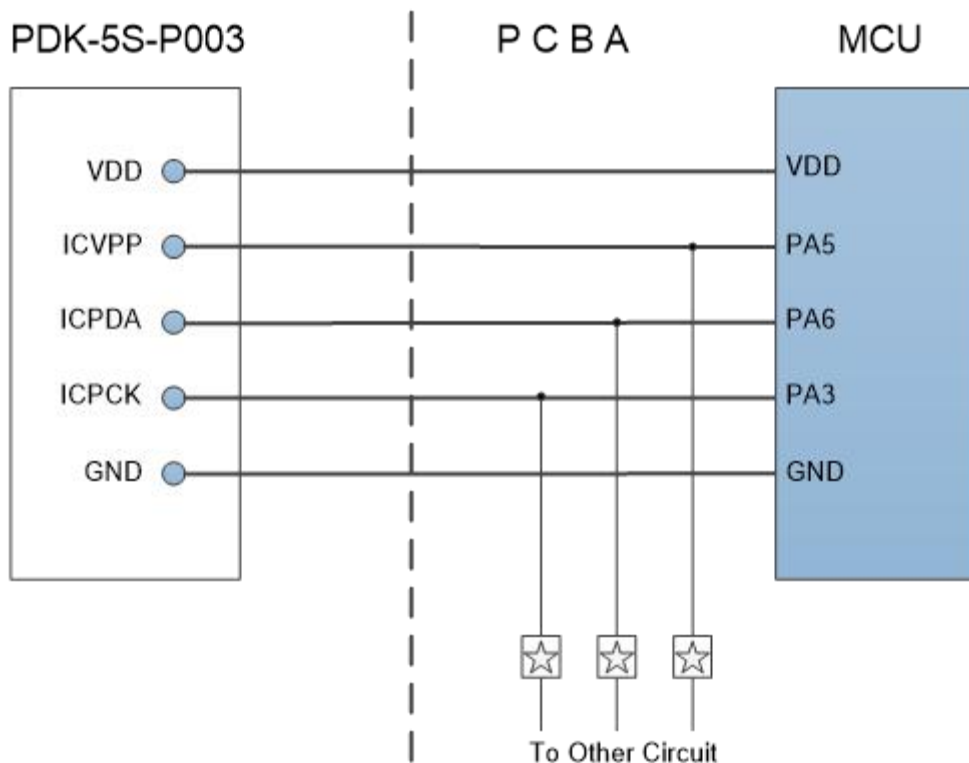 PDK-5S-P003
P C B A
MCU
VDD
VDD
ICVPP
PA5
ICPDA
PA6
ICPCK
PA3
GND
GND
To Other Circuit